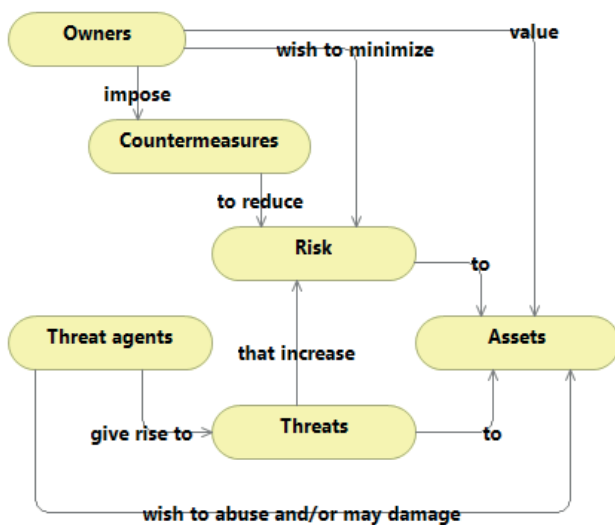 Owners
value
wish to minimize
impose
Countermeasures
to reduce
Risk
to
Threat agents
Assets
that increase
give rise to
Threats
to
wish to abuse and/or may damage